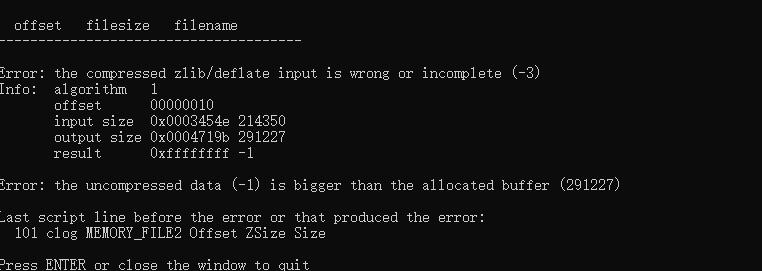 offset   filesize   filename
--------------------------------------
Error: the compressed zlib/deflate input is wrong or incomplete (-3)
Info:  algorithm   1
       offset      00000010
       input size  0x0003454e 214350
       output size 0x0004719b 291227
       result      0xffffffff -1
Error: the uncompressed data (-1) is bigger than the allocated buffer (291227)
Last script line before the error or that produced the error:
  101 clog MEMORY_FILE2 Offset ZSize Size
Press ENTER or close the window to quit